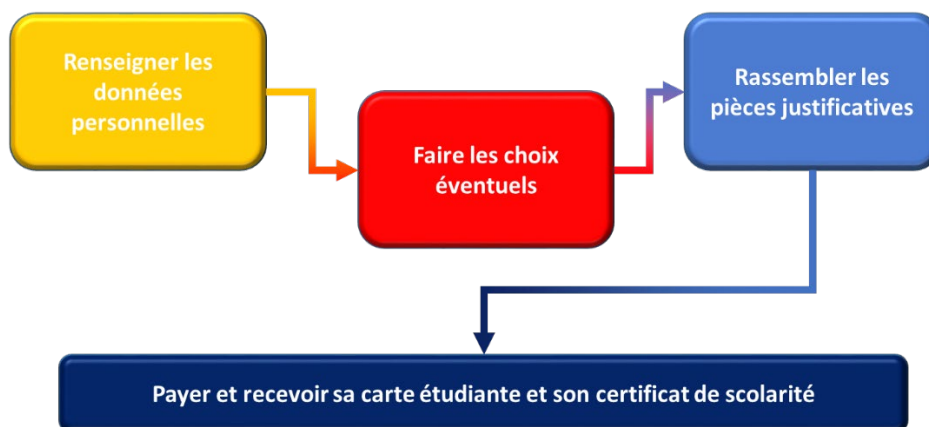 Renseigner les
données
personnelles
Faire les choix
éventuels
Rassembler les
pièces justificatives
Payer et recevoir sa carte étudiante et son certificat de scolarité